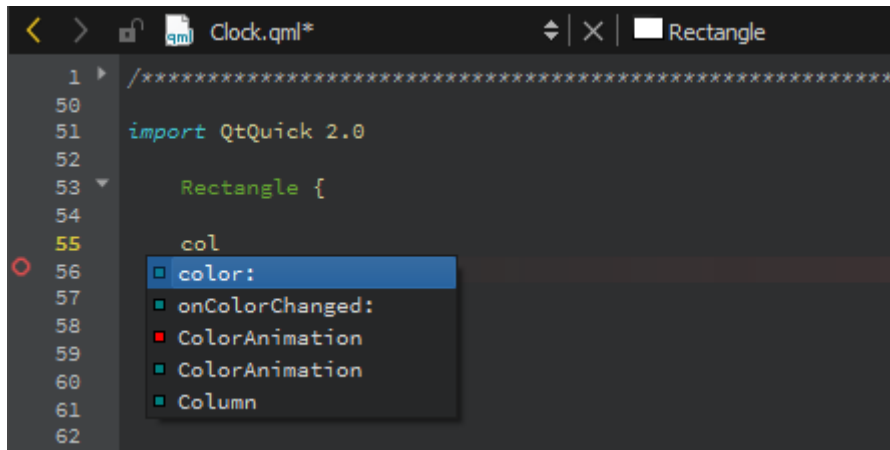 qml Clock.qml* Rectangle
1 /**********************************************************
50
51 import QtQuick 2.0
52
53 Rectangle {
54
55 col
56 color:
57 onColorChanged:
58 ColorAnimation
59 ColorAnimation
60 Column
61
62